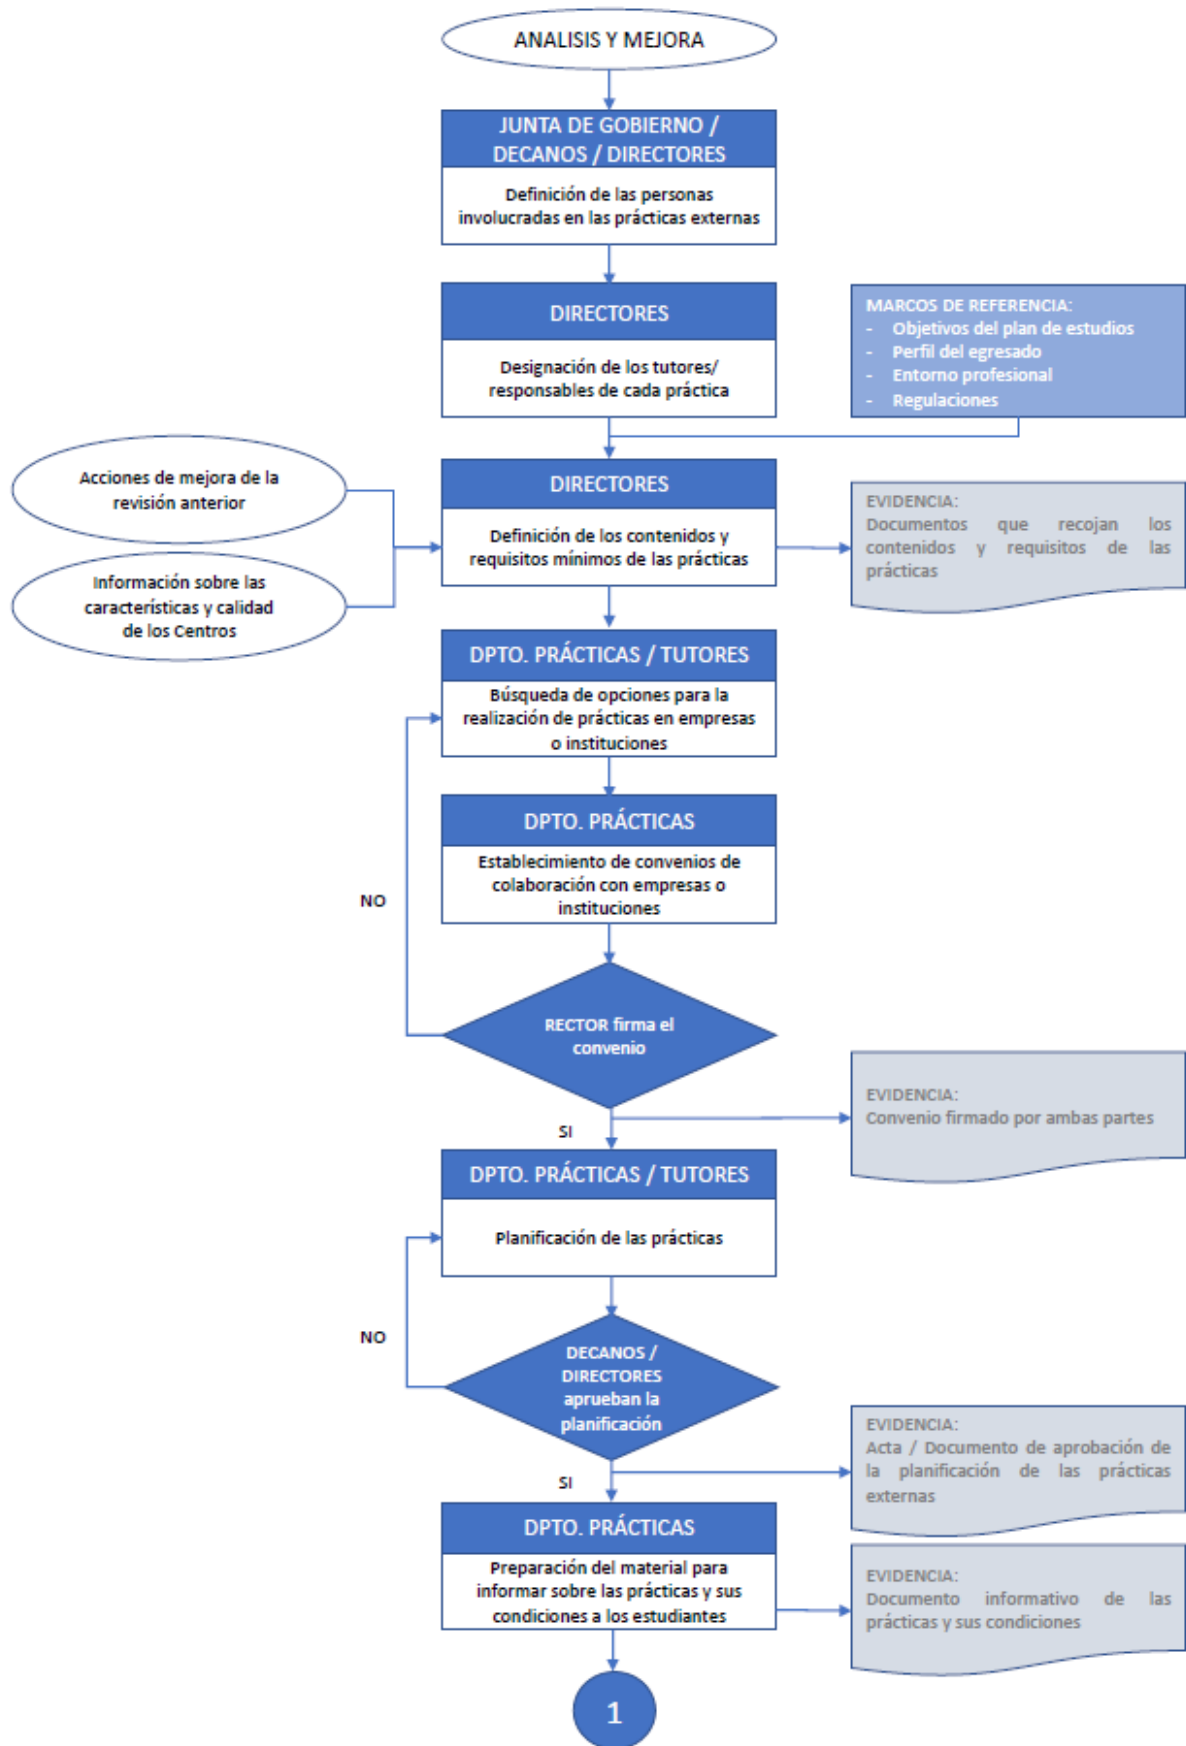 ANALISIS Y MEJORA
JUNTA DE GOBIERNO /
DECANOS / DIRECTORES
Definición de las personas
involucradas en las prácticas externas
DIRECTORES
Designación de los tutores/
responsables de cada práctica
MARCOS DE REFERENCIA:
- Objetivos del plan de estudios
- Perfil del egresado
- Entorno profesional
- Regulaciones
Acciones de mejora de la
revisión anterior
Información sobre las
características y calidad
de los Centros
DIRECTORES
Definición de los contenidos y
requisitos mínimos de las prácticas
EVIDENCIA:
Documentos que recojan los
contenidos y requisitos de las
prácticas
DPTO. PRÁCTICAS / TUTORES
Búsqueda de opciones para la
realización de prácticas en empresas
o instituciones
DPTO. PRÁCTICAS
Establecimiento de convenios de
colaboración con empresas o
instituciones
NO
RECTOR firma el
convenio
SI
EVIDENCIA:
Convenio firmado por ambas partes
DPTO. PRÁCTICAS / TUTORES
Planificación de las prácticas
NO
DECANOS /
DIRECTORES
aprueban la
planificación
SI
EVIDENCIA:
Acta / Documento de aprobación de
la planificación de las prácticas
externas
DPTO. PRÁCTICAS
Preparación del material para
informar sobre las prácticas y sus
condiciones a los estudiantes
EVIDENCIA:
Documento informativo de las
prácticas y sus condiciones
1